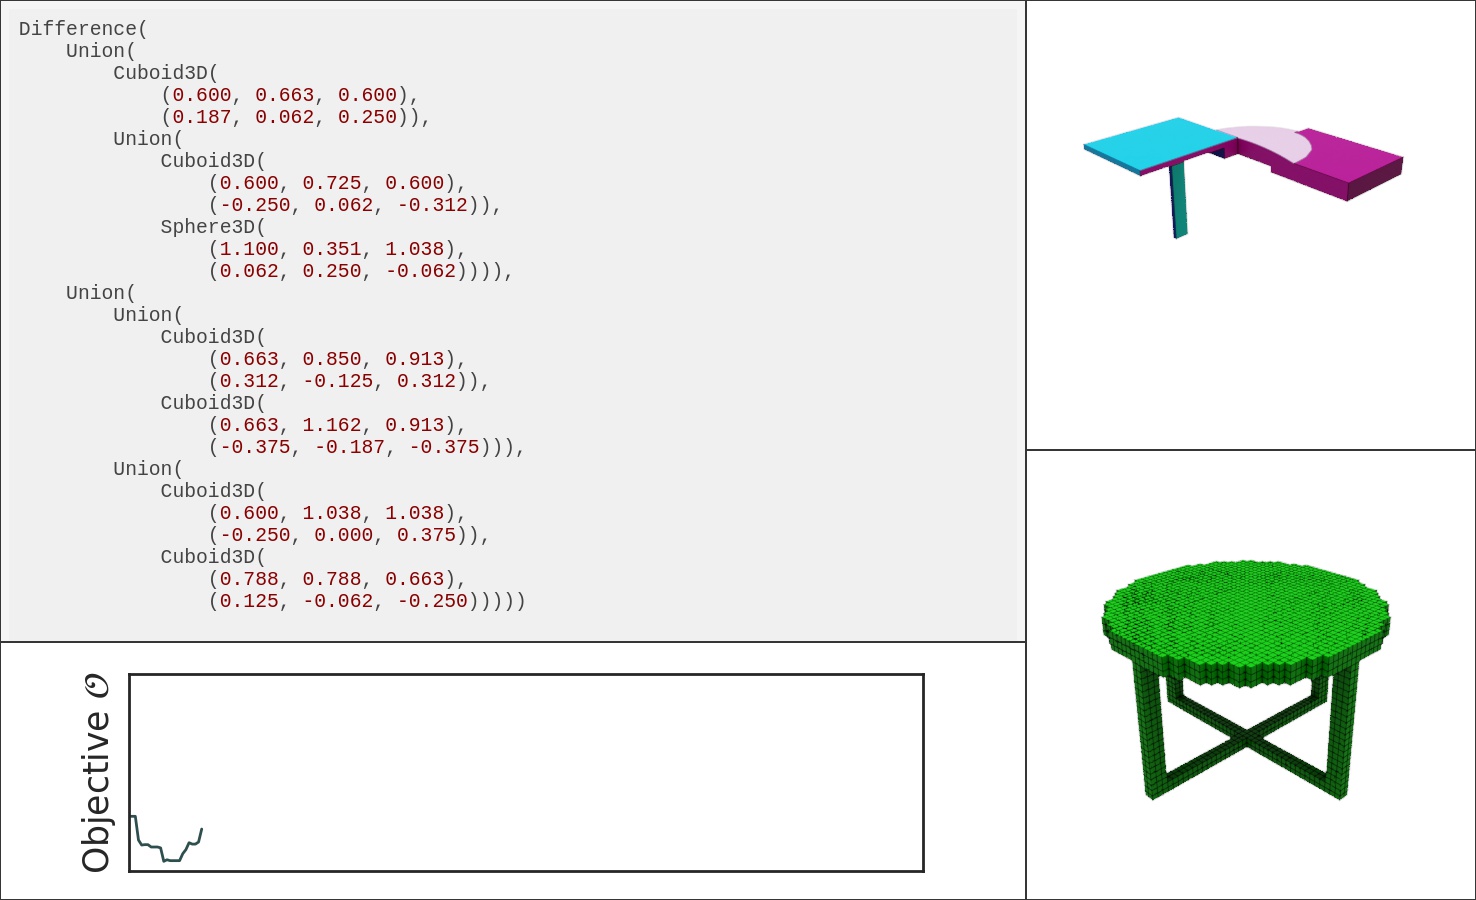 Difference(
    Union(
        Cuboid3D(
            (0.600, 0.663, 0.600),
            (0.187, 0.062, 0.250)),
        Union(
            Cuboid3D(
                (0.600, 0.725, 0.600),
                (-0.250, 0.062, -0.312)),
            Sphere3D(
                (1.100, 0.351, 1.038),
                (0.062, 0.250, -0.062)))),
    Union(
        Union(
            Cuboid3D(
                (0.663, 0.850, 0.913),
                (0.312, -0.125, 0.312)),
            Cuboid3D(
                (0.663, 1.162, 0.913),
                (-0.375, -0.187, -0.375))),
        Union(
            Cuboid3D(
                (0.600, 1.038, 1.038),
                (-0.250, 0.000, 0.375)),
            Cuboid3D(
                (0.788, 0.788, 0.663),
                (0.125, -0.062, -0.250)))))
Objective 𝒪